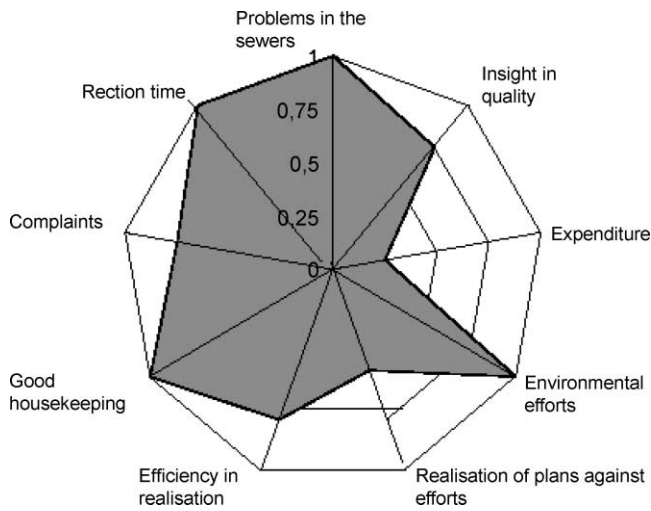 Problems in the
sewers
1
Insight in
quality
Rection time
0,75
0,5
Complaints
Expenditure
0,25
0
Good
housekeeping
Environmental
efforts
Efficiency in
realisation
Realisation of plans against
efforts